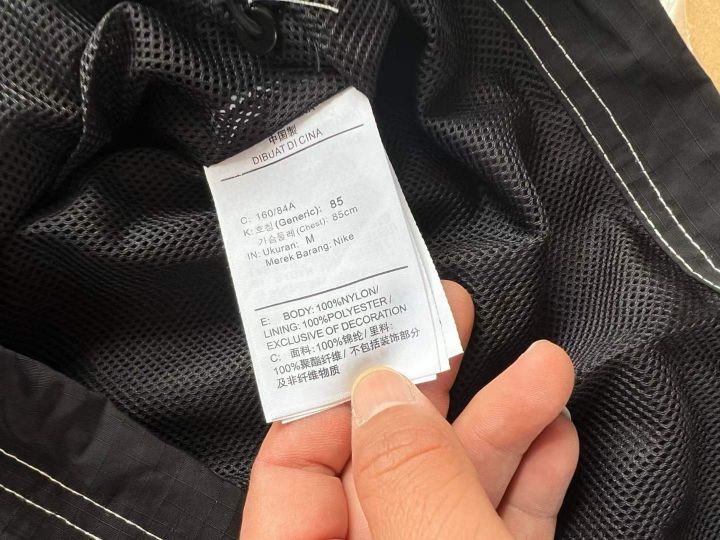 中国製
DIBUAT DI CINA
C: 160/84A
K: 호칭 (Generic): 85
가슴둘레 (Chest): 85cm
IN: Ukuran: M
Merek Barang: Nike
E: BODY: 100%NYLON/
LINING: 100%POLYESTER/
EXCLUSIVE OF DECORATION
C: 面料: 100%锦纶/ 里料:
100%聚酯纤维/ 不包括装饰部分
及非纤维物质